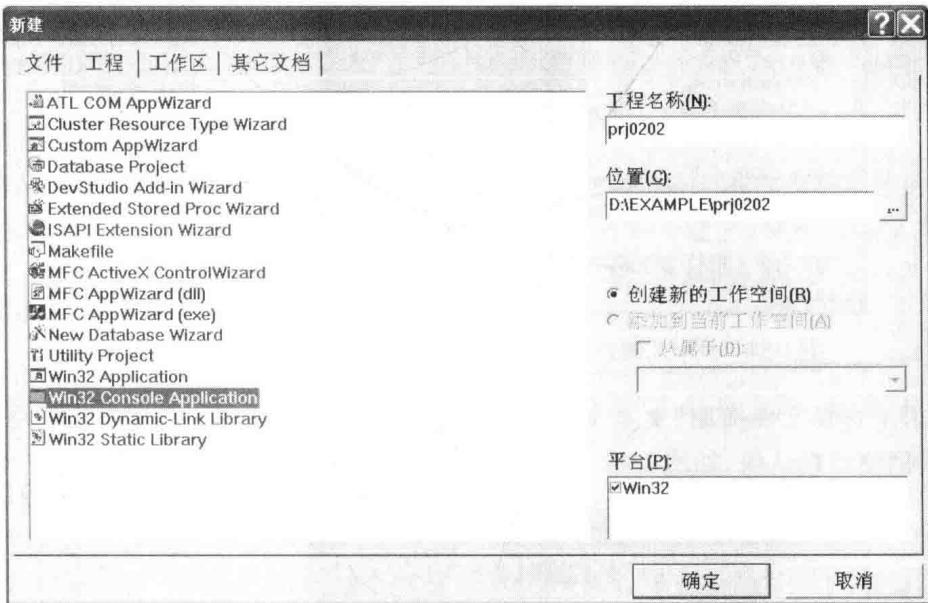 新建
文件 工程 工作区 其它文档
ATL COM AppWizard
Cluster Resource Type Wizard
Custom AppWizard
Database Project
DevStudio Add-in Wizard
Extended Stored Proc Wizard
ISAPI Extension Wizard
Makefile
MFC ActiveX ControlWizard
MFC AppWizard (dll)
MFC AppWizard (exe)
New Database Wizard
Utility Project
Win32 Application
Win32 Console Application
Win32 Dynamic-Link Library
Win32 Static Library
工程名称(N):
prj0202
位置(C):
D:\EXAMPLE\prj0202
...
创建新的工作空间(R)
添加到当前工作空间(A)
从属于(D):
平台(P):
Win32
确定 取消